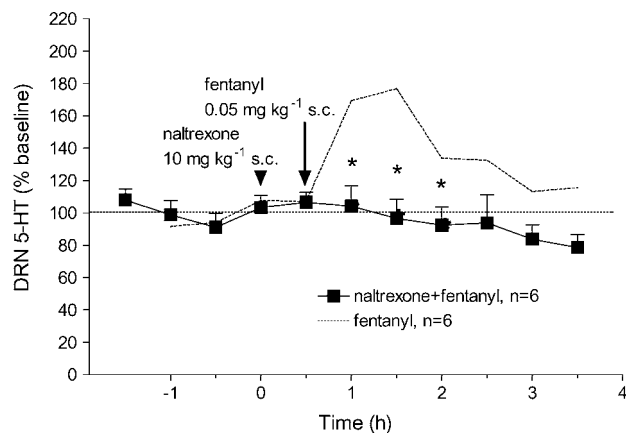 220
200
180
160
140
120
100
80
60
40
20
0
DRN 5-HT (% baseline)
fentanyl
0.05 mg kg⁻¹ s.c.
naltrexone
10 mg kg⁻¹ s.c.
* * *
naltrexone+fentanyl, n=6
fentanyl, n=6
-1 0 1 2 3 4
Time (h)